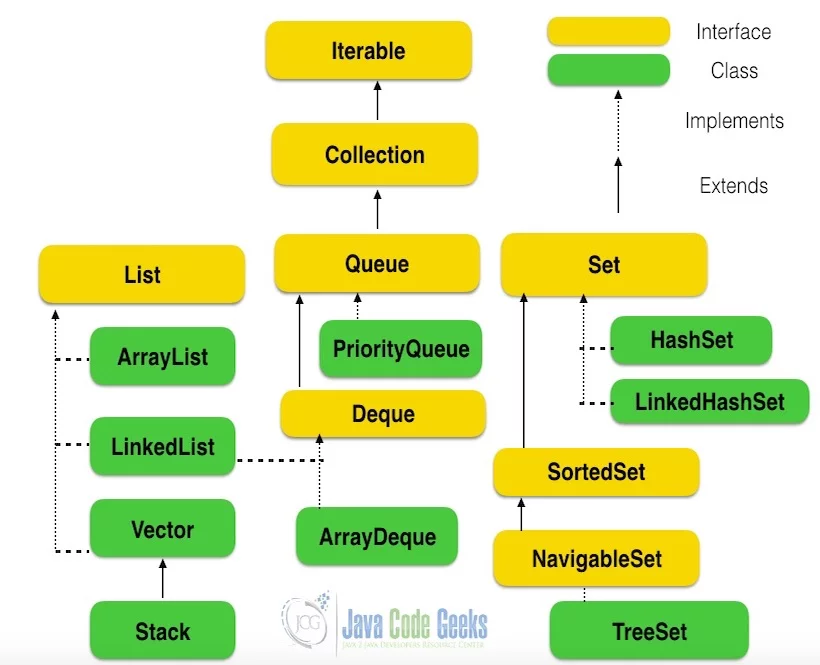 Iterable
Interface
Class
Implements
Extends
Collection
List
Queue
Set
ArrayList
PriorityQueue
HashSet
LinkedHashSet
Deque
LinkedList
SortedSet
Vector
ArrayDeque
NavigableSet
Stack
TreeSet
JCG
Java Code Geeks
JAVA 2 JAVA DEVELOPERS RESOURCE CENTER